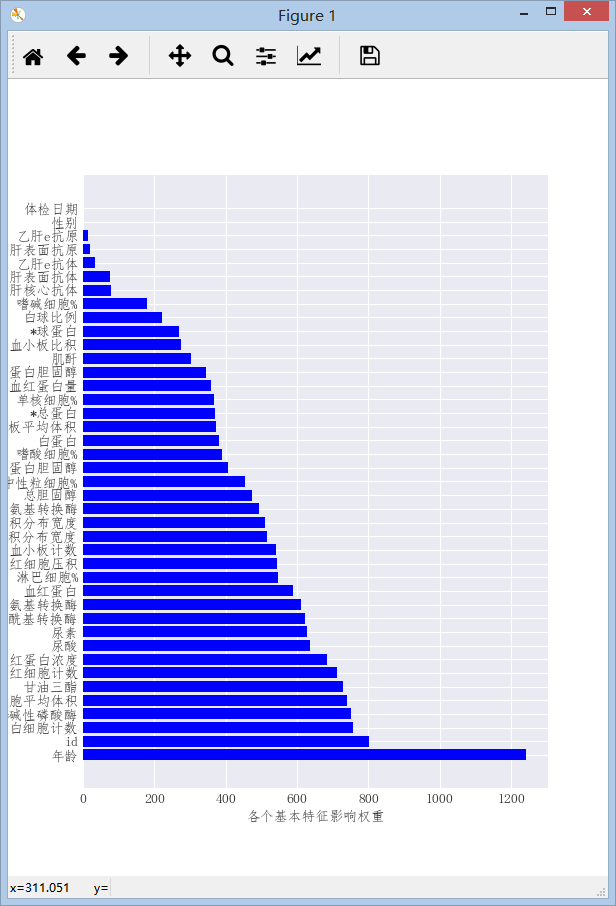 Figure 1
体检日期
性别
乙肝e抗原
肝表面抗原
乙肝e抗体
肝表面抗体
肝核心抗体
嗜碱细胞%
白球比例
*球蛋白
血小板比积
肌酐
蛋白胆固醇
血红蛋白量
单核细胞%
*总蛋白
板平均体积
白蛋白
嗜酸细胞%
蛋白胆固醇
中性粒细胞%
总胆固醇
氨基转换酶
积分布宽度
积分布宽度
血小板计数
红细胞压积
淋巴细胞%
血红蛋白
氨基转换酶
酰基转换酶
尿素
尿酸
红蛋白浓度
红细胞计数
甘油三酯
胞平均体积
碱性磷酸酶
白细胞计数
id
年龄
0 200 400 600 800 1000 1200
各个基本特征影响权重
x=311.051 y=